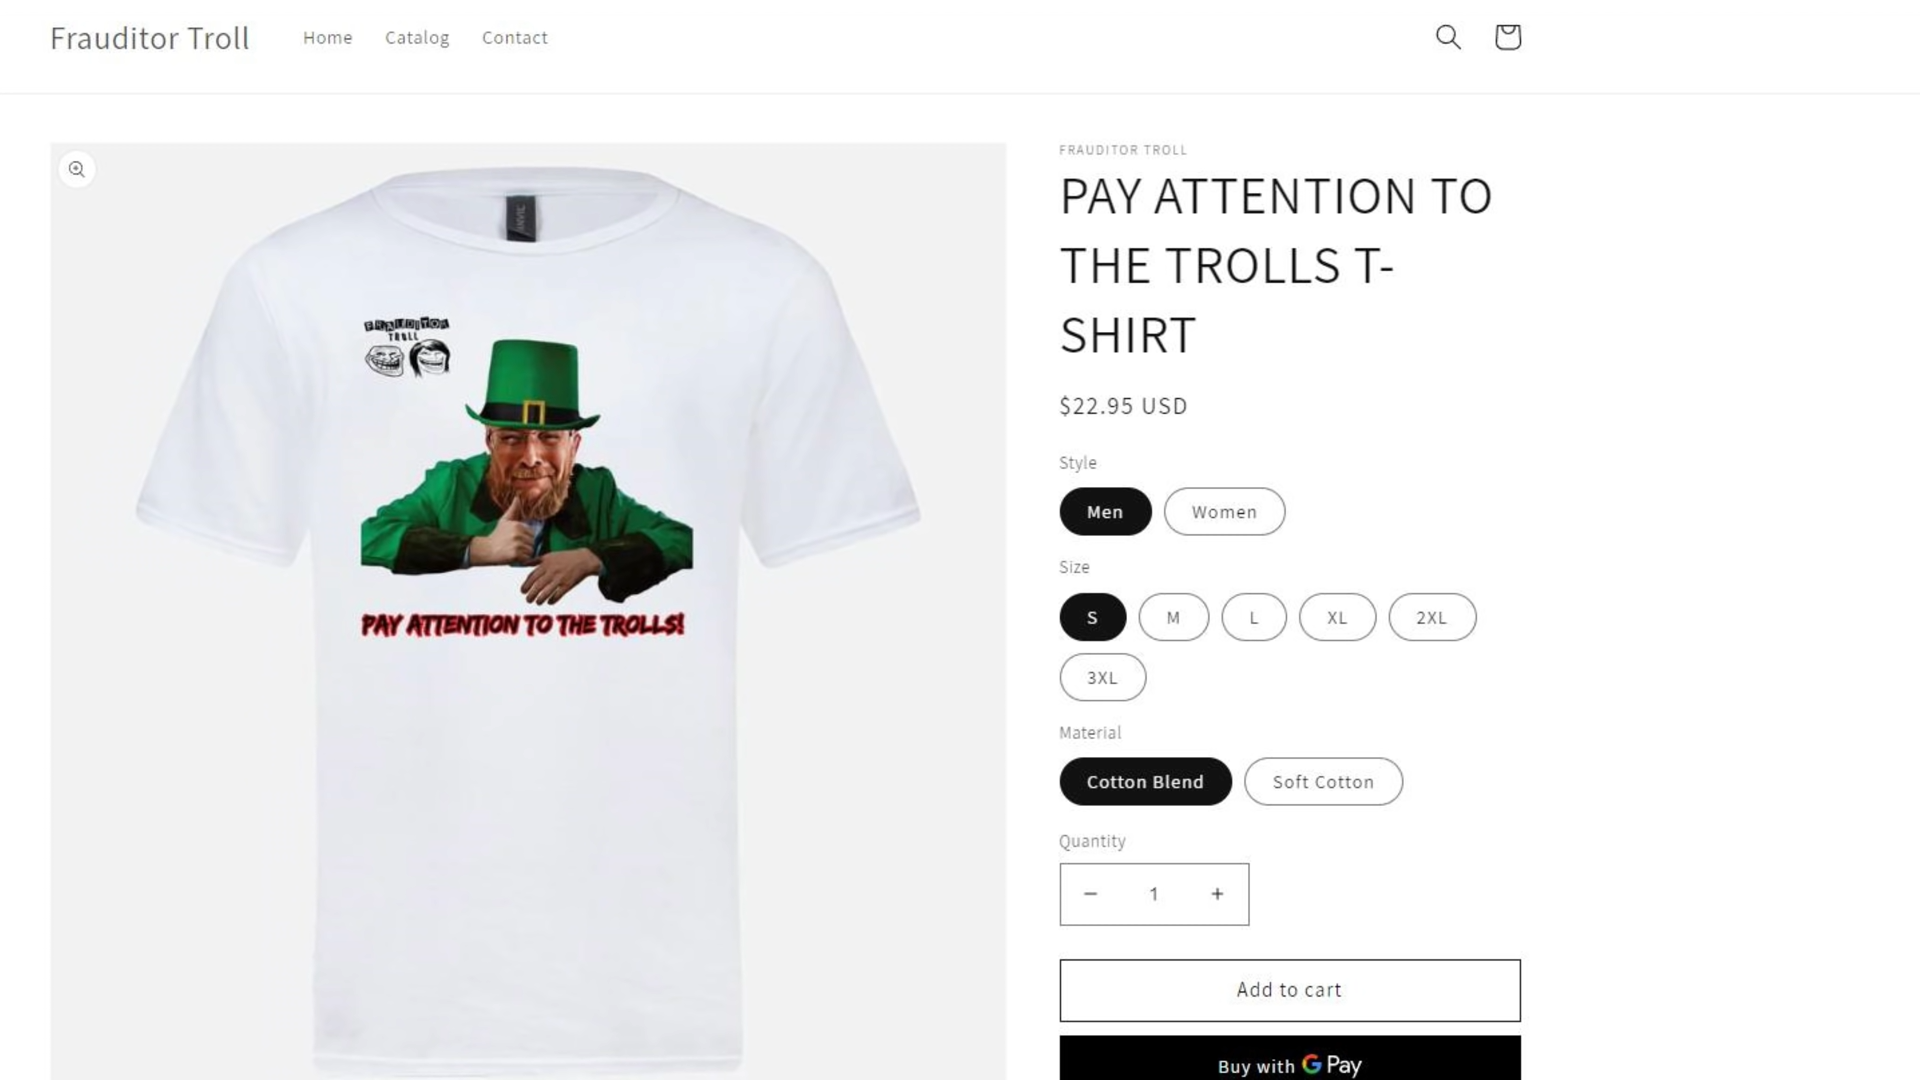 Frauditor Troll
Home
Catalog
Contact
FRAUDITOR TROLL
PAY ATTENTION TO
THE TROLLS T-
SHIRT
$22.95 USD
Style
Men
Women
Size
S
M
L
XL
2XL
3XL
Material
Cotton Blend
Soft Cotton
Quantity
1
Add to cart
Buy with G Pay
FRAUDITOR
TROLL
PAY ATTENTION TO THE TROLLS!